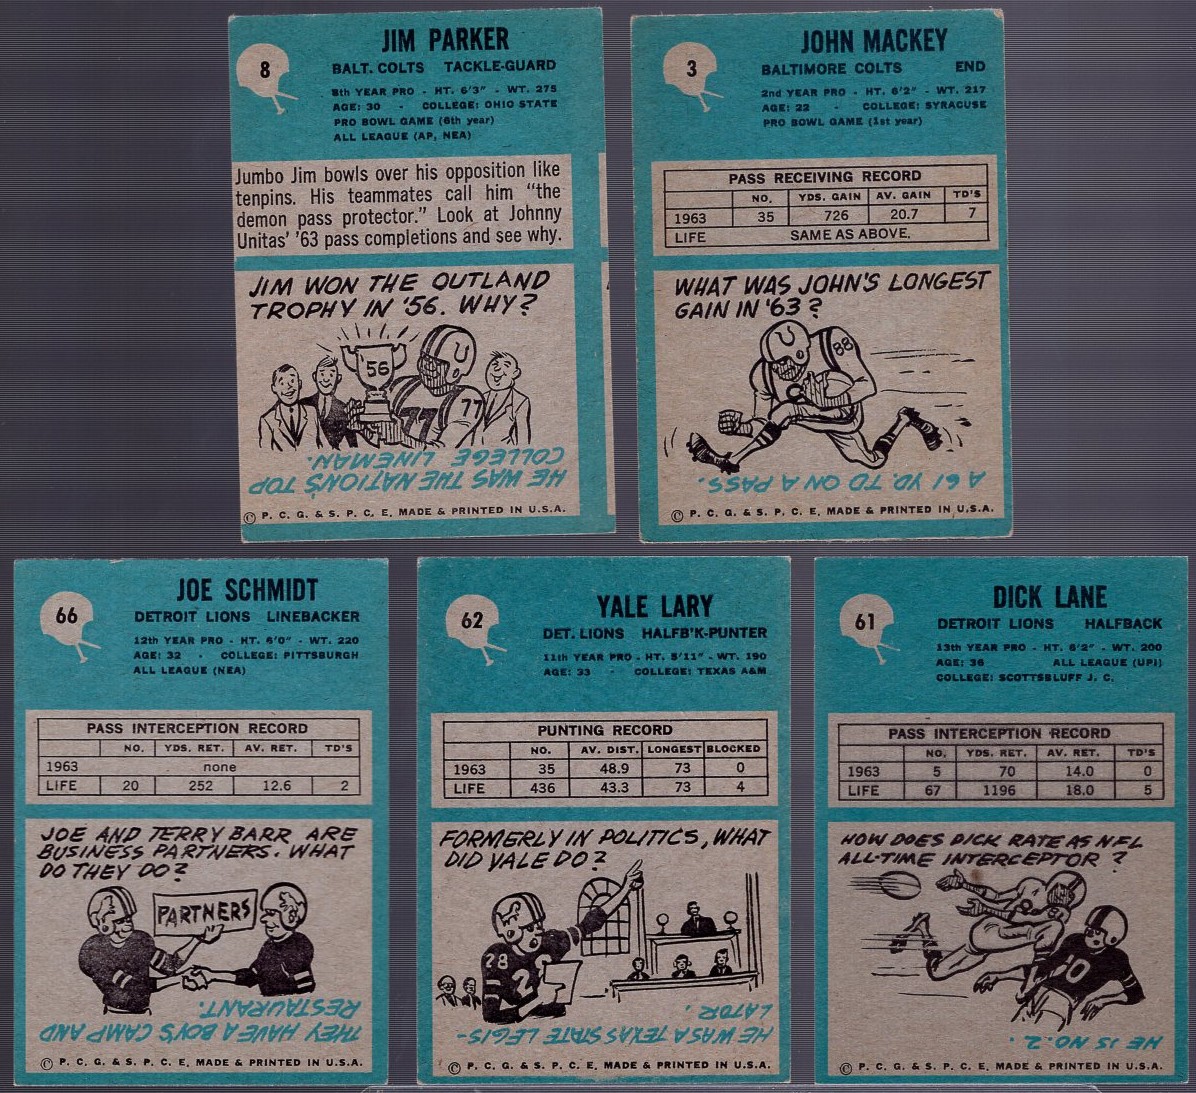 JIM PARKER
8
BALT. COLTS TACKLE-GUARD
8th YEAR PRO - HT. 6'3" - WT. 275
AGE: 30 - COLLEGE: OHIO STATE
PRO BOWL GAME (6th year)
ALL LEAGUE (AP, NEA)
Jumbo Jim bowls over his opposition like
tenpins. His teammates call him "the
demon pass protector." Look at Johnny
Unitas' '63 pass completions and see why.
JIM WON THE OUTLAND
TROPHY IN '56. WHY?
56
77
77
HE WAS THE NATION'S TOP
COLLEGE LINEMAN.
© P. C. G. & S. P. C. E. MADE & PRINTED IN U.S.A.
JOHN MACKEY
3
BALTIMORE COLTS END
2nd YEAR PRO - HT. 6'2" - WT. 217
AGE: 22 - COLLEGE: SYRACUSE
PRO BOWL GAME (1st year)
PASS RECEIVING RECORD
NO. YDS. GAIN AV. GAIN TD'S
1963 35 726 20.7 7
LIFE SAME AS ABOVE.
WHAT WAS JOHN'S LONGEST
GAIN IN '63?
88
A 61 YD. TD ON A PASS.
© P. C. G. & S. P. C. E. MADE & PRINTED IN U.S.A.
JOE SCHMIDT
66
DETROIT LIONS LINEBACKER
12th YEAR PRO - HT. 6'0" - WT. 220
AGE: 32 - COLLEGE: PITTSBURGH
ALL LEAGUE (NEA)
PASS INTERCEPTION RECORD
NO. YDS. RET. AV. RET. TD'S
1963 none
LIFE 20 252 12.6 2
JOE AND TERRY BARR ARE
BUSINESS PARTNERS. WHAT
DO THEY DO?
PARTNERS
THEY HAVE A BOY'S CAMP AND
RESTAURANT.
© P. C. G. & S. P. C. E. MADE & PRINTED IN U.S.A.
YALE LARY
62
DET. LIONS HALFB'K-PUNTER
11th YEAR PRO - HT. 5'11" - WT. 190
AGE: 33 - COLLEGE: TEXAS A&M
PUNTING RECORD
NO. AV. DIST. LONGEST BLOCKED
1963 35 48.9 73 0
LIFE 436 43.3 73 4
FORMERLY IN POLITICS, WHAT
DID YALE DO?
28
HE WAS A TEXAS STATE LEGIS-
LATOR.
© P. C. G. & S. P. C. E. MADE & PRINTED IN U.S.A.
DICK LANE
61
DETROIT LIONS HALFBACK
13th YEAR PRO - HT. 6'2" - WT. 200
AGE: 36 ALL LEAGUE (UPI)
COLLEGE: SCOTTSBLUFF J. C.
PASS INTERCEPTION RECORD
NO. YDS. RET. AV. RET. TD'S
1963 5 70 14.0 0
LIFE 67 1196 18.0 5
HOW DOES DICK RATE AS NFL
ALL-TIME INTERCEPTOR?
HE IS NO. 2.
© P. C. G. & S. P. C. E. MADE & PRINTED IN U.S.A.